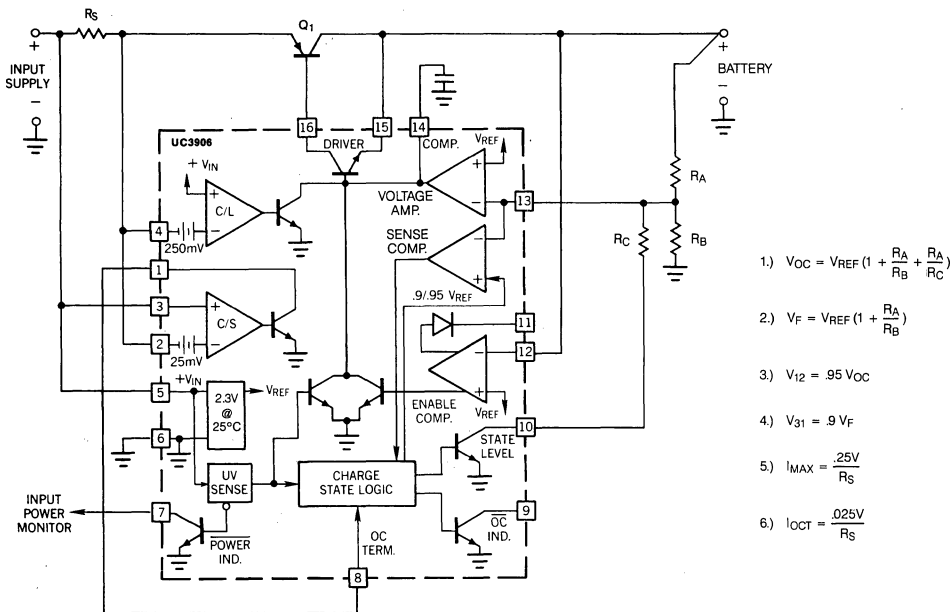 RS
Q1
+
INPUT
SUPPLY
−
+
BATTERY
−
16
15
14
UC3906
DRIVER
COMP.
VREF
+ VIN
+
C/L
−
VOLTAGE
AMP.
+
−
13
RA
RB
RC
4
250mV
SENSE
COMP.
−
+
1
3
+
C/S
−
2
25mV
.9/.95 VREF
11
12
−
+
ENABLE
COMP.
VREF
5
+VIN
2.3V
@
25°C
VREF
6
10
STATE
LEVEL
UV
SENSE
CHARGE
STATE LOGIC
INPUT
POWER
MONITOR
7
POWER
IND.
OC
TERM.
OC
IND.
9
8
1.) VOC = VREF (1 + RA/RB + RA/RC)
2.) VF = VREF (1 + RA/RB)
3.) V12 = .95 VOC
4.) V31 = .9 VF
5.) IMAX = .25V/RS
6.) IOCT = .025V/RS